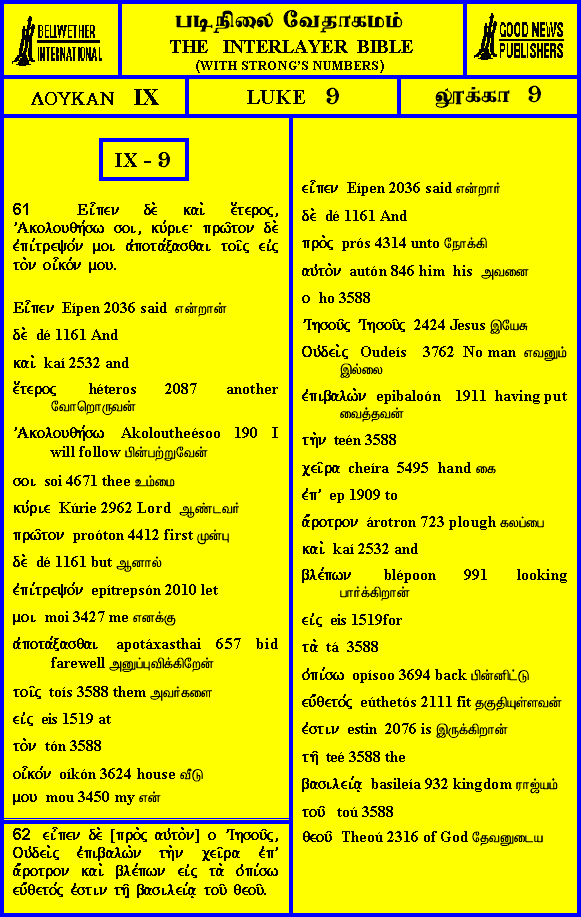 BELLWETHER
INTERNATIONAL
படிநிலை வேதாகமம்
THE INTERLAYER BIBLE
(WITH STRONG'S NUMBERS)
GOOD NEWS
PUBLISHERS
ΛΟΥΚΑΝ IX
LUKE 9
லூக்கா 9
IX - 9
61 Εἶπεν δὲ καὶ ἕτερος,
Ἀκολουθήσω σοι, κύριε· πρῶτον δὲ
ἐπίτρεψόν μοι ἀποτάξασθαι τοῖς εἰς
τὸν οἶκόν μου.
Εἶπεν Eípen 2036 said என்றான்
δὲ dé 1161 And
καὶ kaí 2532 and
ἕτερος héteros 2087 another
வோறொருவன்
Ἀκολουθήσω Akoloutheésoo 190 I
will follow பின்பற்றுவேன்
σοι soi 4671 thee உம்மை
κύριε Kúrie 2962 Lord ஆண்டவர்
πρῶτον proóton 4412 first முன்பு
δὲ dé 1161 but ஆனால்
ἐπίτρεψόν epítrepsón 2010 let
μοι moi 3427 me எனக்கு
ἀποτάξασθαι apotáxasthai 657 bid
farewell அனுப்புவிக்கிறேன்
τοῖς toís 3588 them அவர்களை
εἰς eis 1519 at
τὸν tón 3588
οἶκόν oíkón 3624 house வீடு
μου mou 3450 my என்
62 εἶπεν δὲ [πρὸς αὐτὸν] ο Ἰησοῦς,
Οὐδεὶς ἐπιβαλὼν τὴν χεῖρα ἐπ'
ἄροτρον καὶ βλέπων εἰς τὰ ὀπίσω
εὔθετός ἐστιν τῇ βασιλείᾳ τοῦ θεοῦ.
εἶπεν Eípen 2036 said என்றார்
δὲ dé 1161 And
πρὸς prós 4314 unto நோக்கி
αὐτὸν autón 846 him his அவனை
ο ho 3588
Ἰησοῦς Ἰησοῦς 2424 Jesus இயேசு
Οὐδεὶς Oudeís 3762 No man எவனும்
இல்லை
ἐπιβαλὼν epibaloón 1911 having put
வைத்தவன்
τὴν teén 3588
χεῖρα cheíra 5495 hand கை
ἐπ' ep 1909 to
ἄροτρον árotron 723 plough கலப்பை
καὶ kaí 2532 and
βλέπων blépoon 991 looking
பார்க்கிறான்
εἰς eis 1519for
τὰ tá 3588
ὀπίσω opísoo 3694 back பின்னிட்டு
εὔθετός eúthetós 2111 fit தகுதியுள்ளவன்
ἐστιν estin 2076 is இருக்கிறான்
τῇ teé 3588 the
βασιλείᾳ basileía 932 kingdom ராஜ்யம்
τοῦ toú 3588
θεοῦ Theoú 2316 of God தேவனுடைய